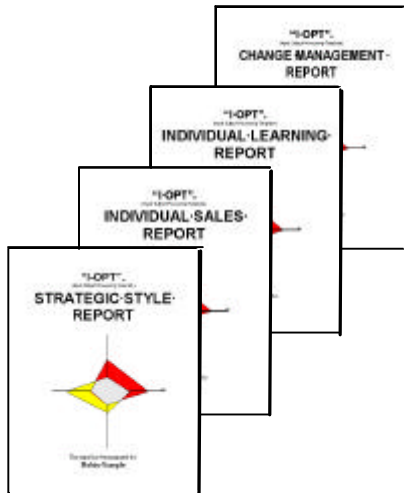 "I-OPT".
CHANGE·MANAGEMENT·
REPORT
"I-OPT".
INDIVIDUAL·LEARNING·
REPORT
"I-OPT".
INDIVIDUAL·SALES·
REPORT
"I-OPT".
STRATEGIC·STYLE·
REPORT